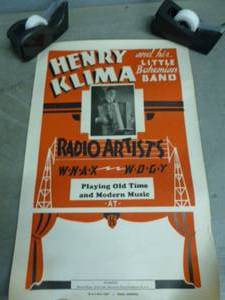 HENRY KLIMA
and his
LITTLE
Bohemian
BAND
RADIO ARTISTS
W·N·A·X W·D·G·Y
Playing Old Time
and Modern Music
·AT·